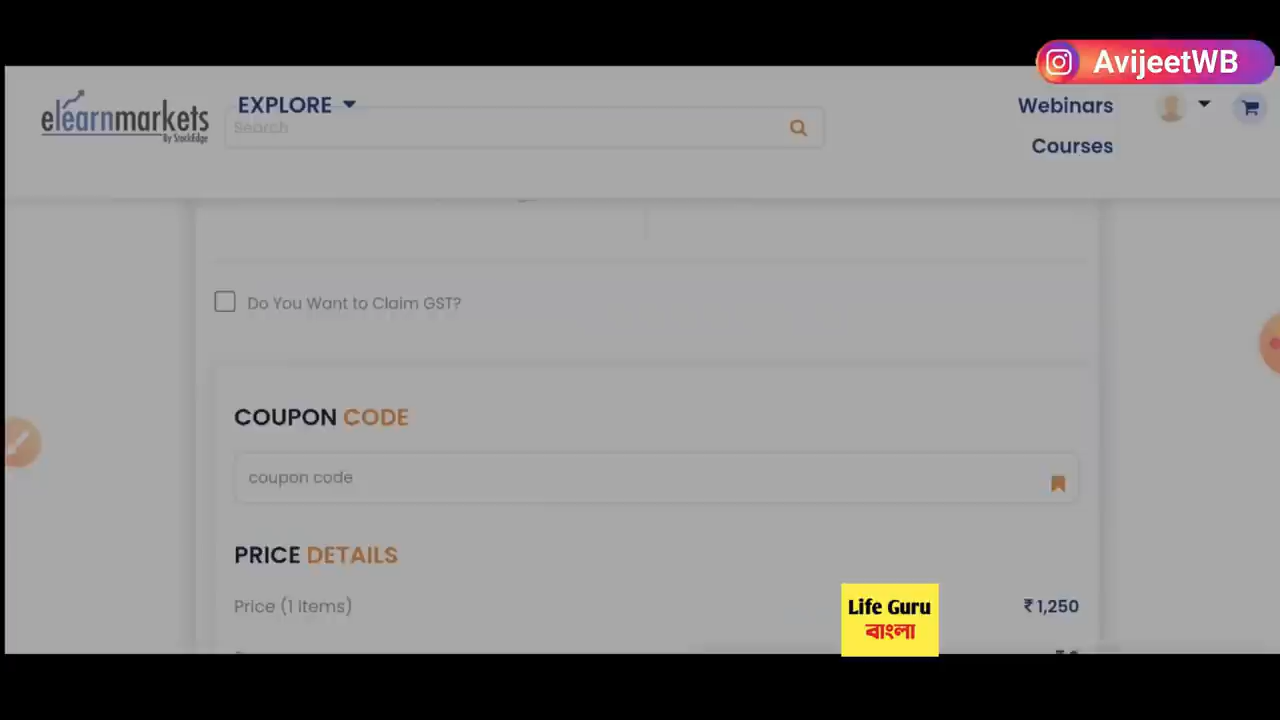 AvijeetWB
elearnmarkets
By StockEdge
EXPLORE
Search
Webinars
Courses
Do You Want to Claim GST?
COUPON CODE
coupon code
PRICE DETAILS
Price (1 Items)
₹1,250
Life Guru
বাংলা